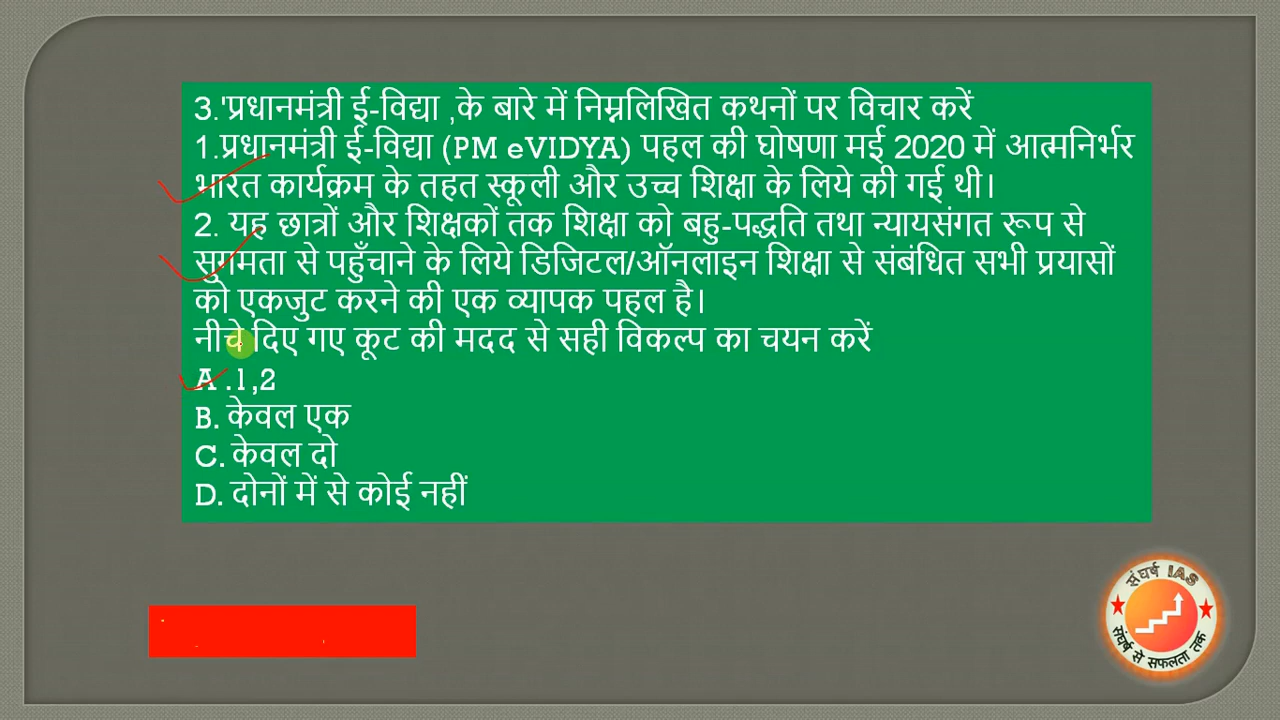 3.'प्रधानमंत्री ई-विद्या ,के बारे में निम्नलिखित कथनों पर विचार करें
1.प्रधानमंत्री ई-विद्या (PM eVIDYA) पहल की घोषणा मई 2020 में आत्मनिर्भर
भारत कार्यक्रम के तहत स्कूली और उच्च शिक्षा के लिये की गई थी।
2. यह छात्रों और शिक्षकों तक शिक्षा को बहु-पद्धति तथा न्यायसंगत रूप से
सुगमता से पहुँचाने के लिये डिजिटल/ऑनलाइन शिक्षा से संबंधित सभी प्रयासों
को एकजुट करने की एक व्यापक पहल है।
नीचे दिए गए कूट की मदद से सही विकल्प का चयन करें
A .1,2
B. केवल एक
C. केवल दो
D. दोनों में से कोई नहीं
संघर्ष IAS
संघर्ष से सफलता तक